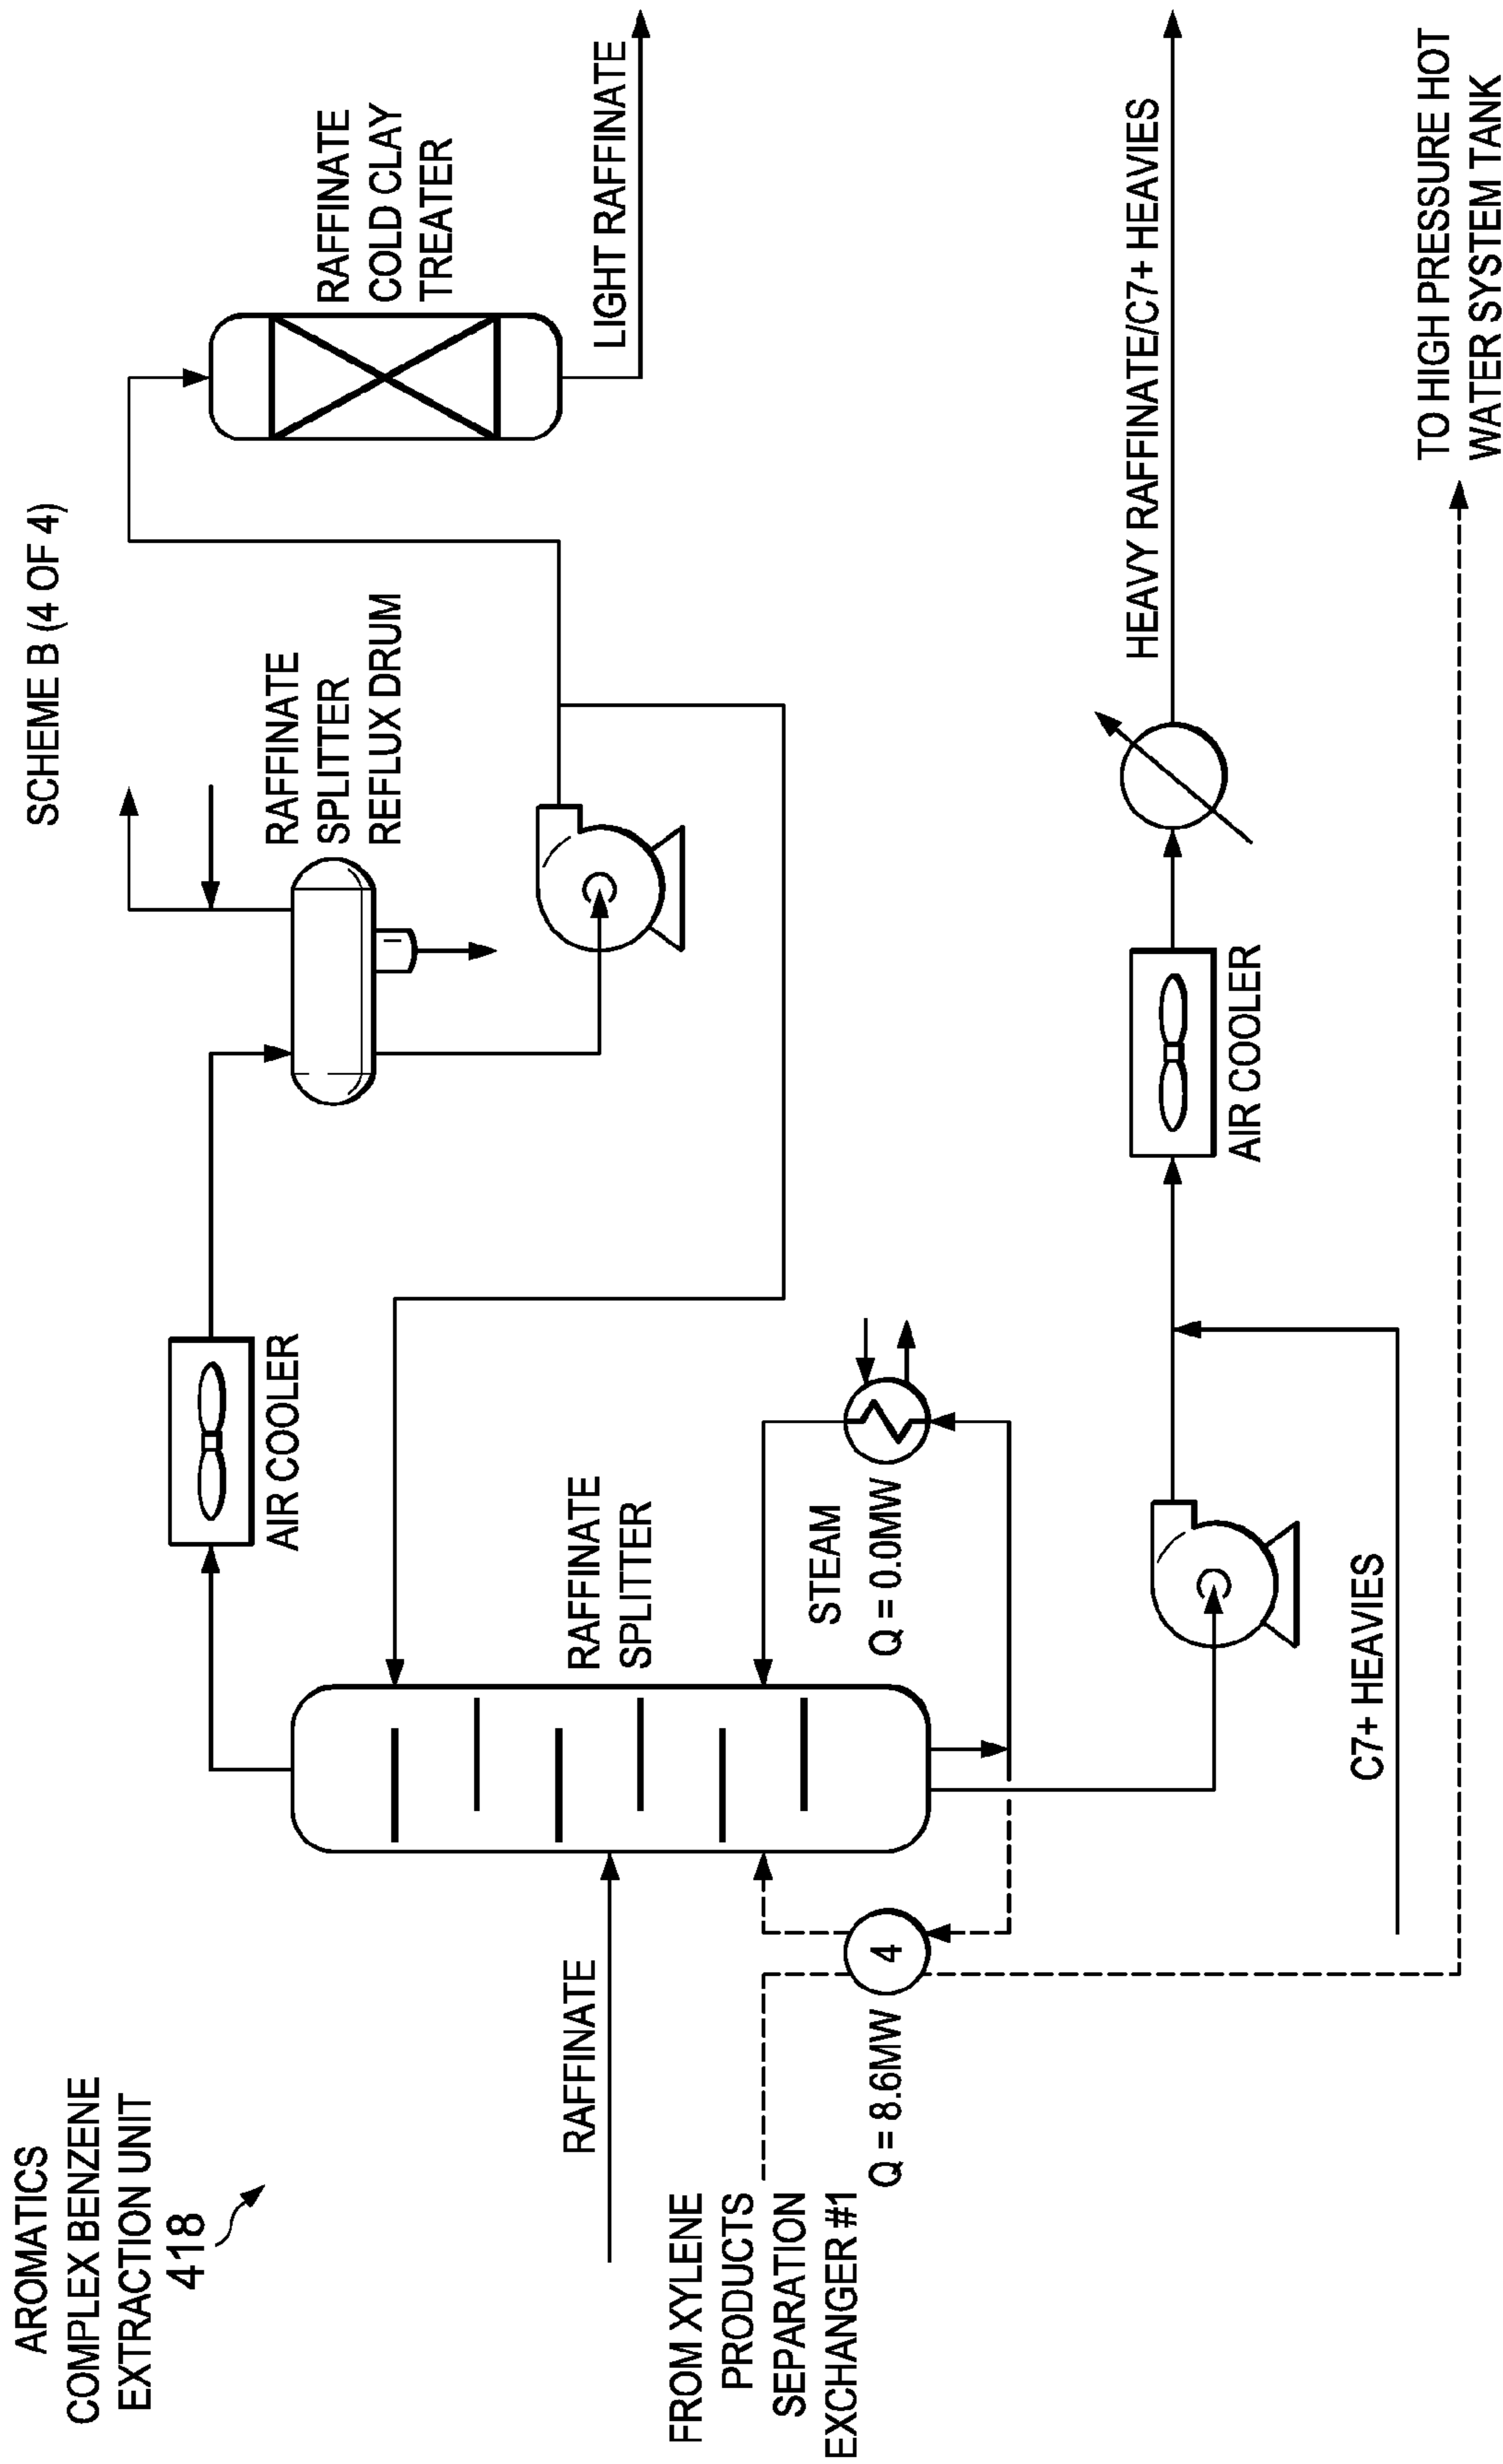 AROMATICS
COMPLEX BENZENE
EXTRACTION UNIT
418
SCHEME B (4 OF 4)
AIR COOLER
RAFFINATE
SPLITTER
REFLUX DRUM
RAFFINATE
COLD CLAY
TREATER
LIGHT RAFFINATE
RAFFINATE
RAFFINATE
SPLITTER
FROM XYLENE
PRODUCTS
SEPARATION
EXCHANGER #1
4
Q = 8.6MW
STEAM
Q = 0.0MW
AIR COOLER
HEAVY RAFFINATE/C7+ HEAVIES
C7+ HEAVIES
TO HIGH PRESSURE HOT
WATER SYSTEM TANK